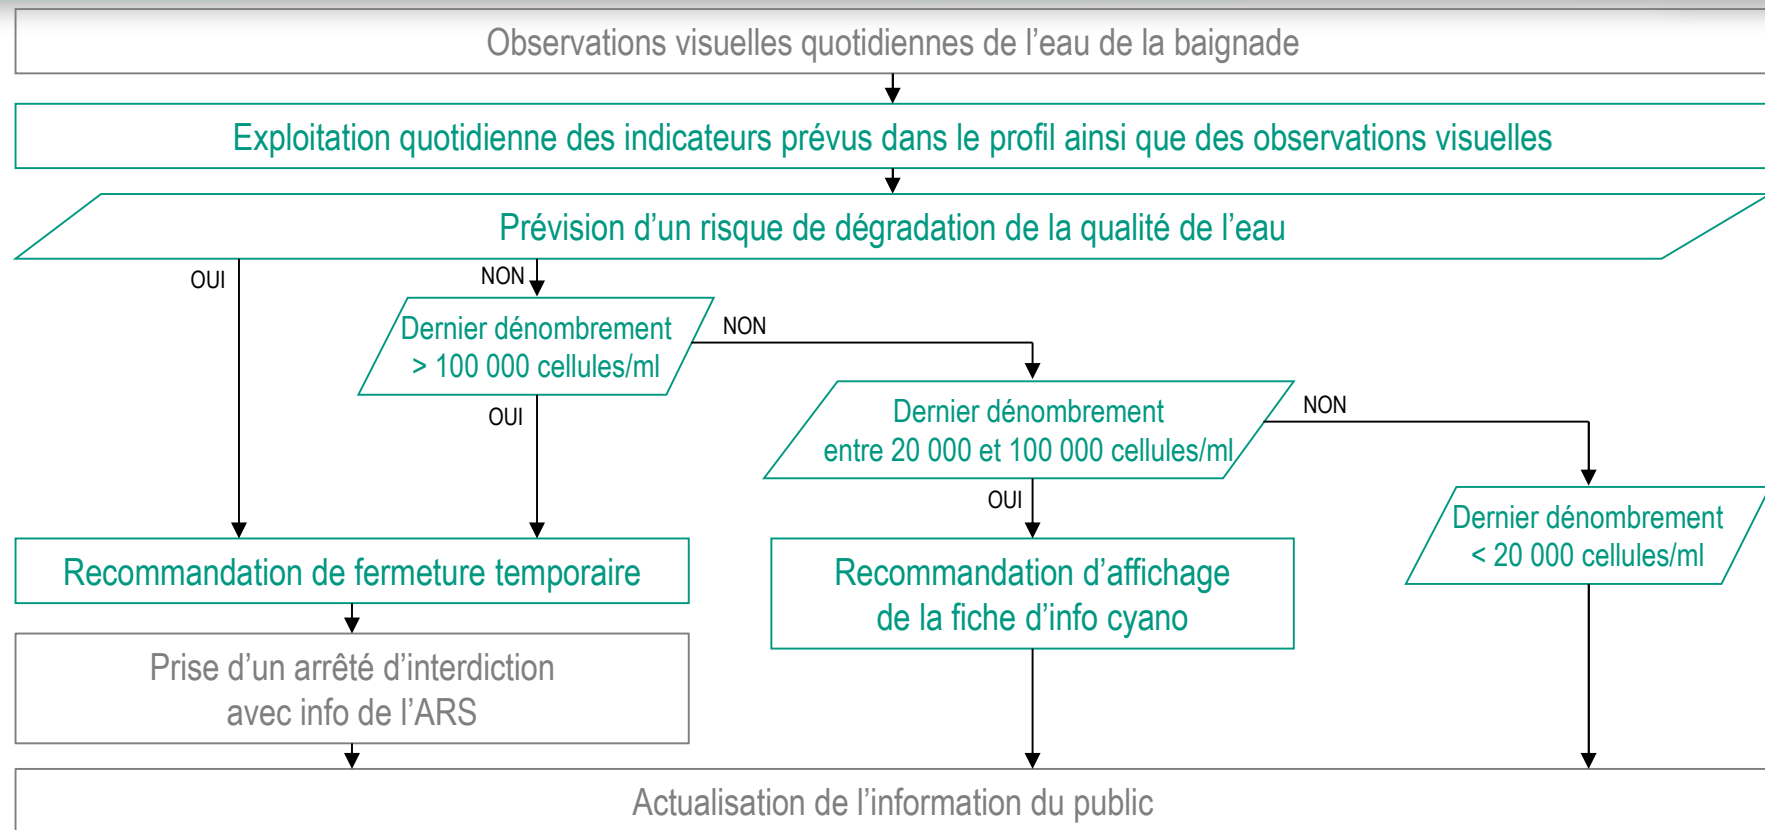 Observations visuelles quotidiennes de l’eau de la baignade
Exploitation quotidienne des indicateurs prévus dans le profil ainsi que des observations visuelles
Prévision d’un risque de dégradation de la qualité de l’eau
OUI
NON
Dernier dénombrement
> 100 000 cellules/ml
NON
OUI
Dernier dénombrement
entre 20 000 et 100 000 cellules/ml
NON
OUI
Dernier dénombrement
< 20 000 cellules/ml
Recommandation de fermeture temporaire
Recommandation d’affichage
de la fiche d’info cyano
Prise d’un arrêté d’interdiction
avec info de l’ARS
Actualisation de l’information du public